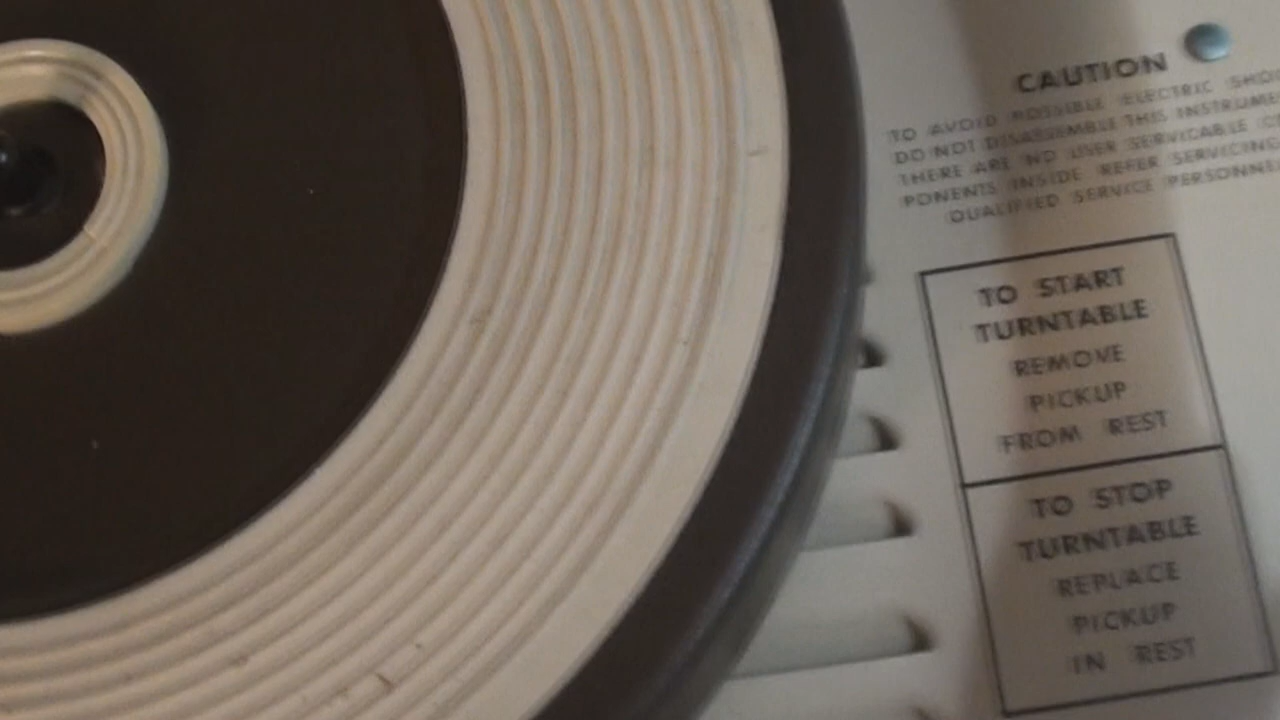 CAUTION
TO AVOID POSSIBLE ELECTRIC
DO NOT DISASSEMBLE THIS
THERE ARE NO USER SERVICABLE
PONENTS INSIDE REFER SERVICING
QUALIFIED SERVICE
TO START
TURNTABLE
REMOVE
PICKUP
FROM REST
TO STOP
TURNTABLE
REPLACE
PICKUP
IN REST